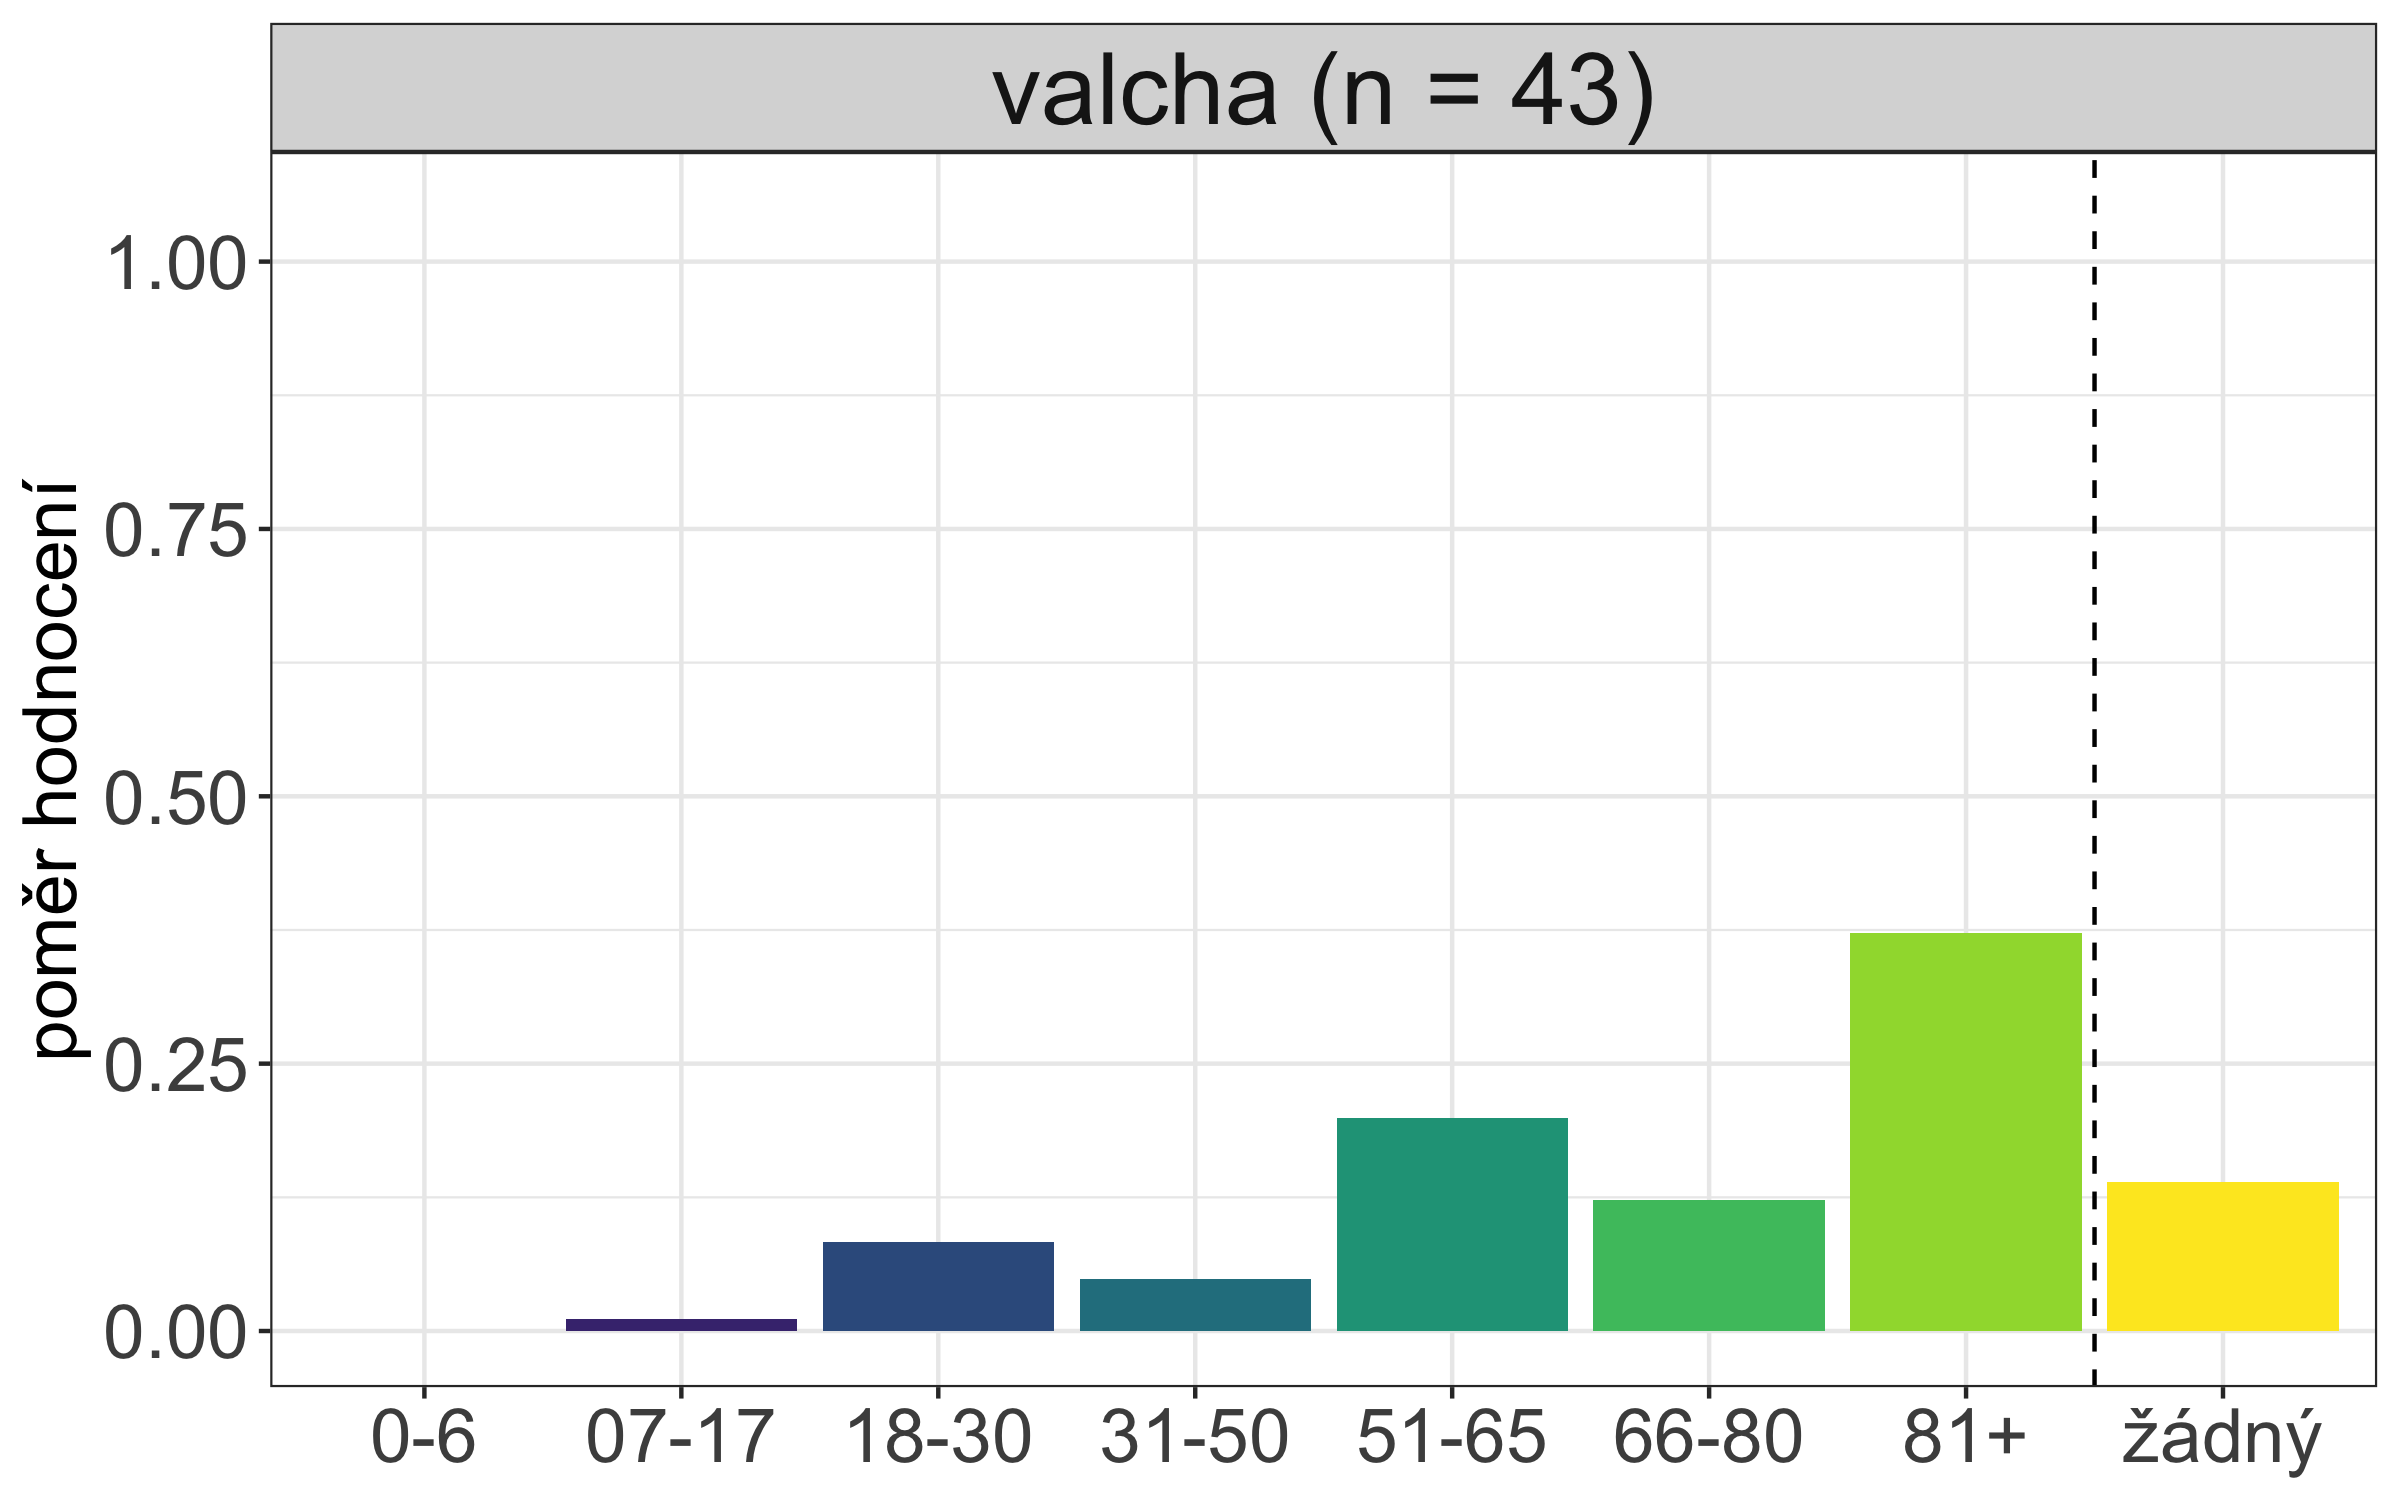 valcha (n = 43)
poměr hodnocení
1.00
0.75
0.50
0.25
0.00
0-6 07-17 18-30 31-50 51-65 66-80 81+ žádný